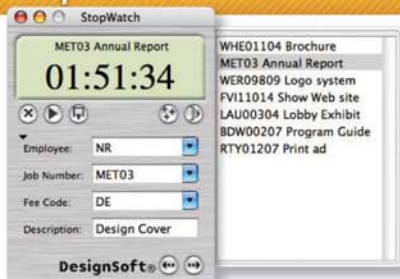 StopWatch
MET03 Annual Report
01:51:34
Employee: NR
Job Number: MET03
Fee Code: DE
Description: Design Cover
DesignSoft®
WHE01104 Brochure
MET03 Annual Report
WER09809 Logo system
FVI11014 Show Web site
LAU00304 Lobby Exhibit
BDW00207 Program Guide
RTY01207 Print ad